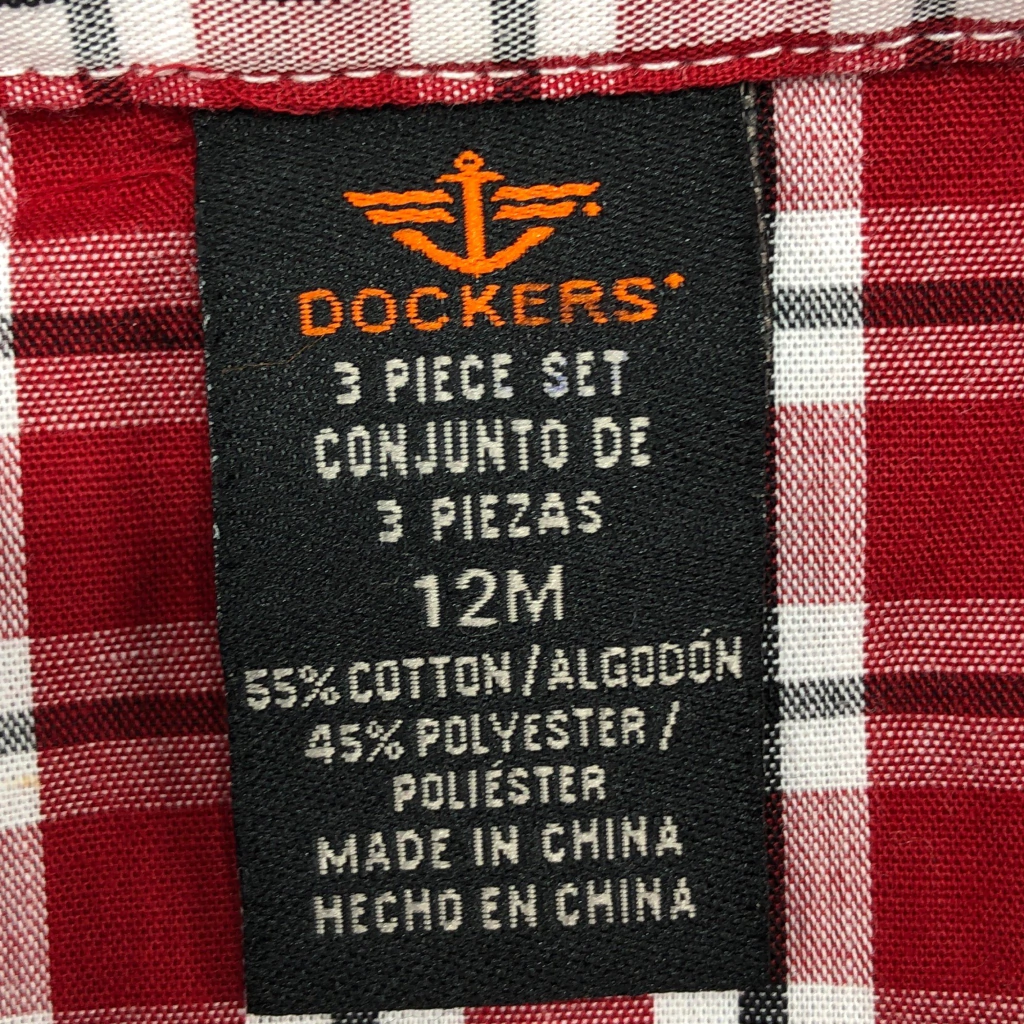 DOCKERS
3 PIECE SET
CONJUNTO DE
3 PIEZAS
12M
55% COTTON/ALGODÓN
45% POLYESTER/
POLIÉSTER
MADE IN CHINA
HECHO EN CHINA